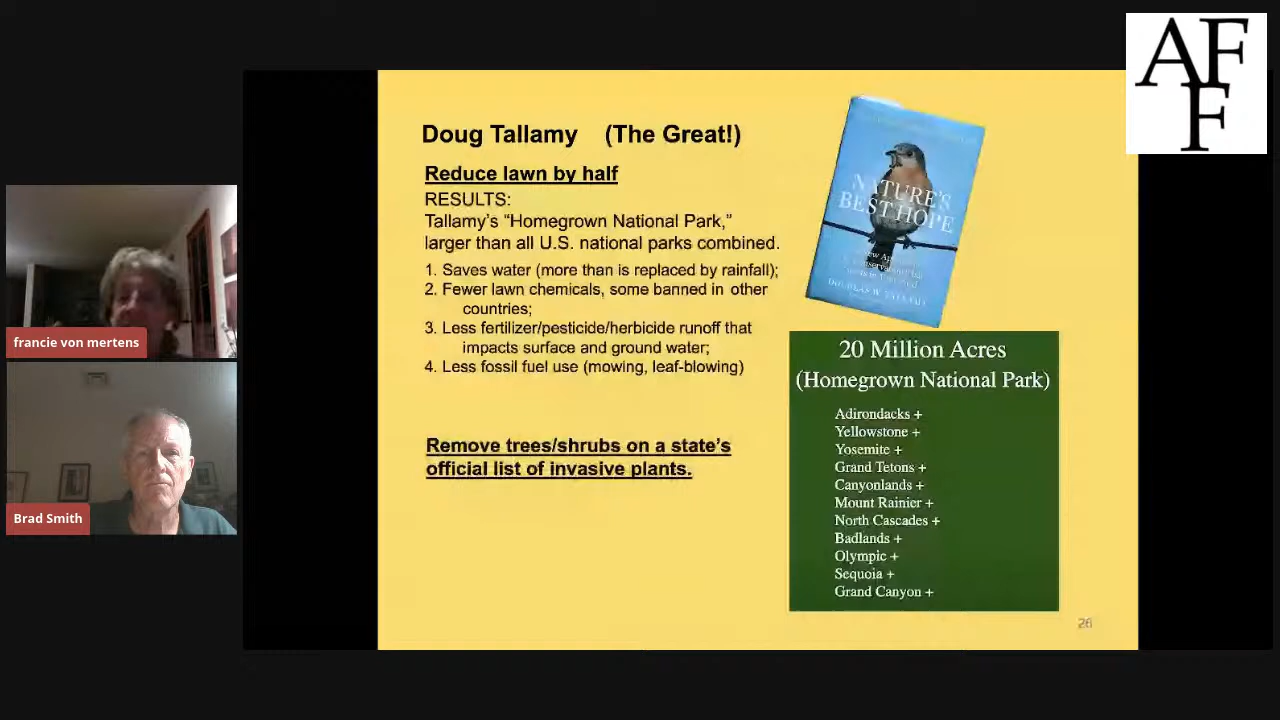 A
F
F
Doug Tallamy (The Great!)
Reduce lawn by half
RESULTS:
Tallamy's “Homegrown National Park,”
larger than all U.S. national parks combined.
1. Saves water (more than is replaced by rainfall);
2. Fewer lawn chemicals, some banned in other
countries;
3. Less fertilizer/pesticide/herbicide runoff that
impacts surface and ground water;
4. Less fossil fuel use (mowing, leaf-blowing)
Remove trees/shrubs on a state's
official list of invasive plants.
NATURE'S
BEST HOPE
20 Million Acres
(Homegrown National Park)
Adirondacks +
Yellowstone +
Yosemite +
Grand Tetons +
Canyonlands +
Mount Rainier +
North Cascades +
Badlands +
Olympic +
Sequoia +
Grand Canyon +
26
francie von mertens
Brad Smith